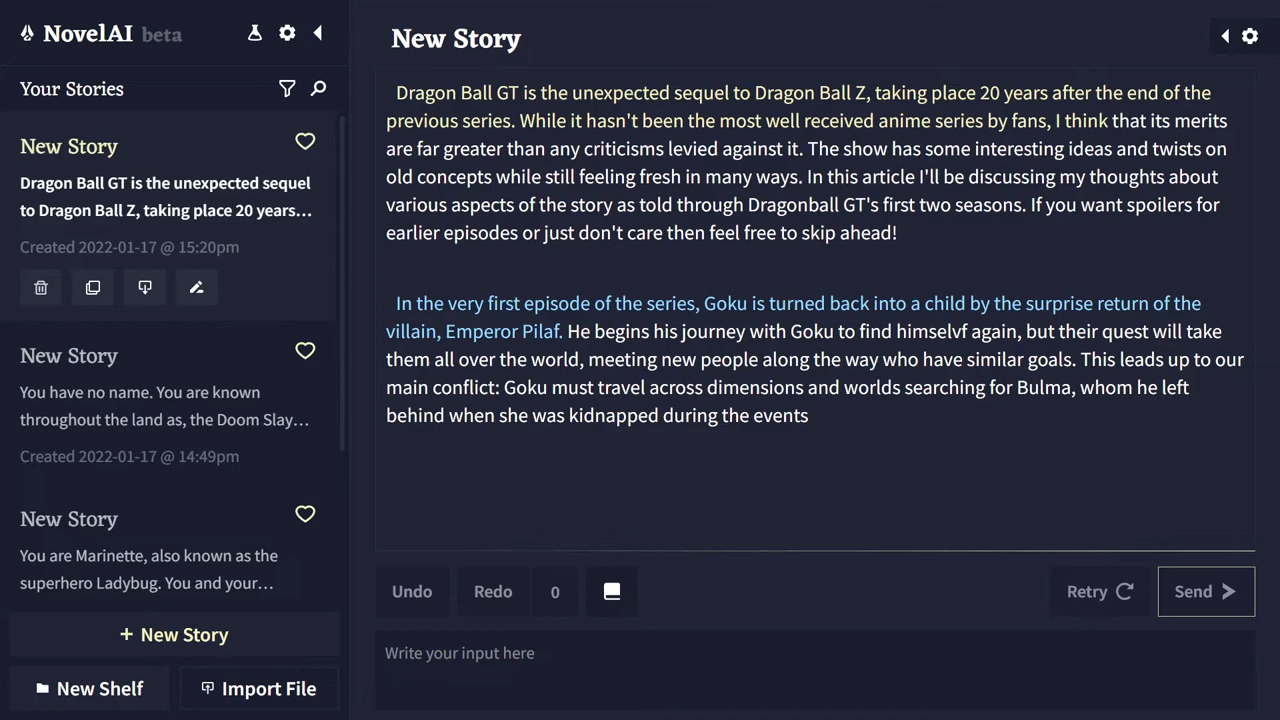 NovelAI beta
Your Stories
New Story
Dragon Ball GT is the unexpected sequel
to Dragon Ball Z, taking place 20 years...
Created 2022-01-17 @ 15:20pm
New Story
You have no name. You are known
throughout the land as, the Doom Slay...
Created 2022-01-17 @ 14:49pm
New Story
You are Marinette, also known as the
superhero Ladybug. You and your...
+ New Story
New Shelf
Import File
New Story
Dragon Ball GT is the unexpected sequel to Dragon Ball Z, taking place 20 years after the end of the
previous series. While it hasn't been the most well received anime series by fans, I think that its merits
are far greater than any criticisms levied against it. The show has some interesting ideas and twists on
old concepts while still feeling fresh in many ways. In this article I'll be discussing my thoughts about
various aspects of the story as told through Dragonball GT's first two seasons. If you want spoilers for
earlier episodes or just don't care then feel free to skip ahead!
In the very first episode of the series, Goku is turned back into a child by the surprise return of the
villain, Emperor Pilaf. He begins his journey with Goku to find himselvf again, but their quest will take
them all over the world, meeting new people along the way who have similar goals. This leads up to our
main conflict: Goku must travel across dimensions and worlds searching for Bulma, whom he left
behind when she was kidnapped during the events
Undo
Redo
0
Retry
Send
Write your input here